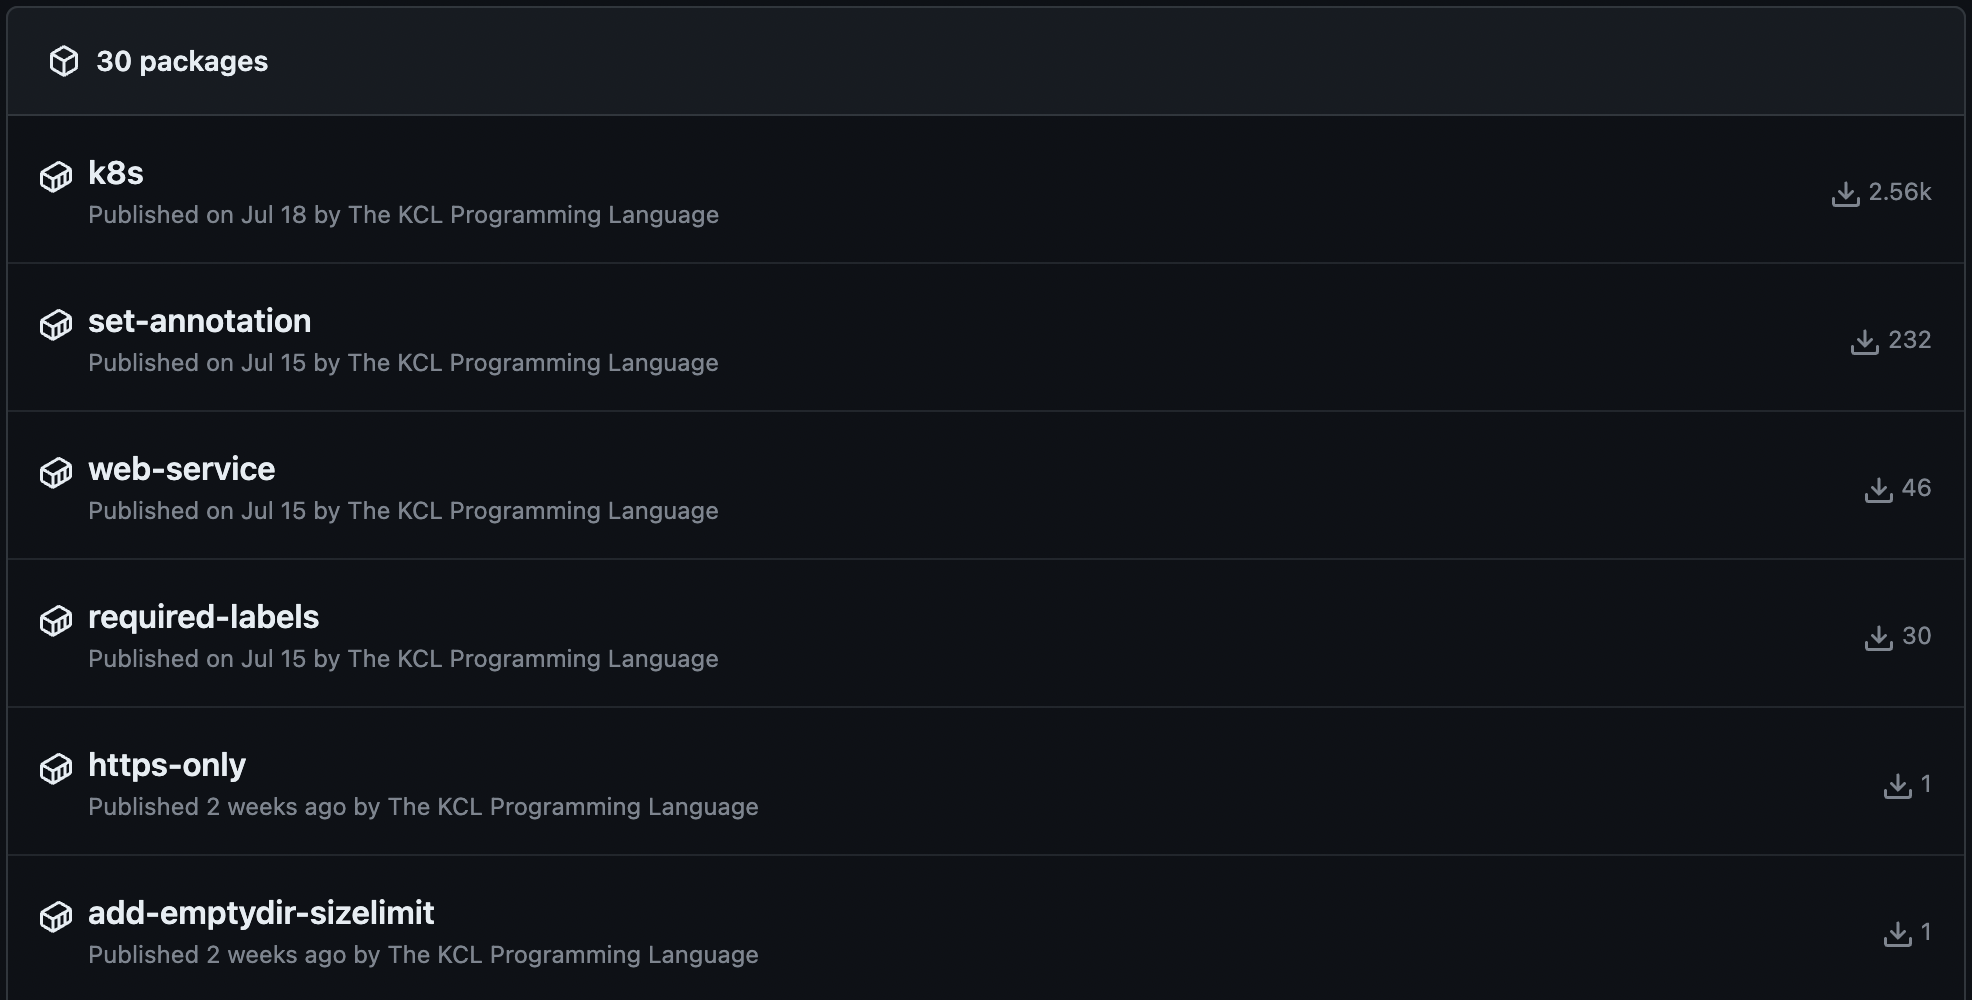 30 packages
k8s
2.56k
Published on Jul 18 by The KCL Programming Language
set-annotation
232
Published on Jul 15 by The KCL Programming Language
web-service
46
Published on Jul 15 by The KCL Programming Language
required-labels
30
Published on Jul 15 by The KCL Programming Language
https-only
1
Published 2 weeks ago by The KCL Programming Language
add-emptydir-sizelimit
1
Published 2 weeks ago by The KCL Programming Language